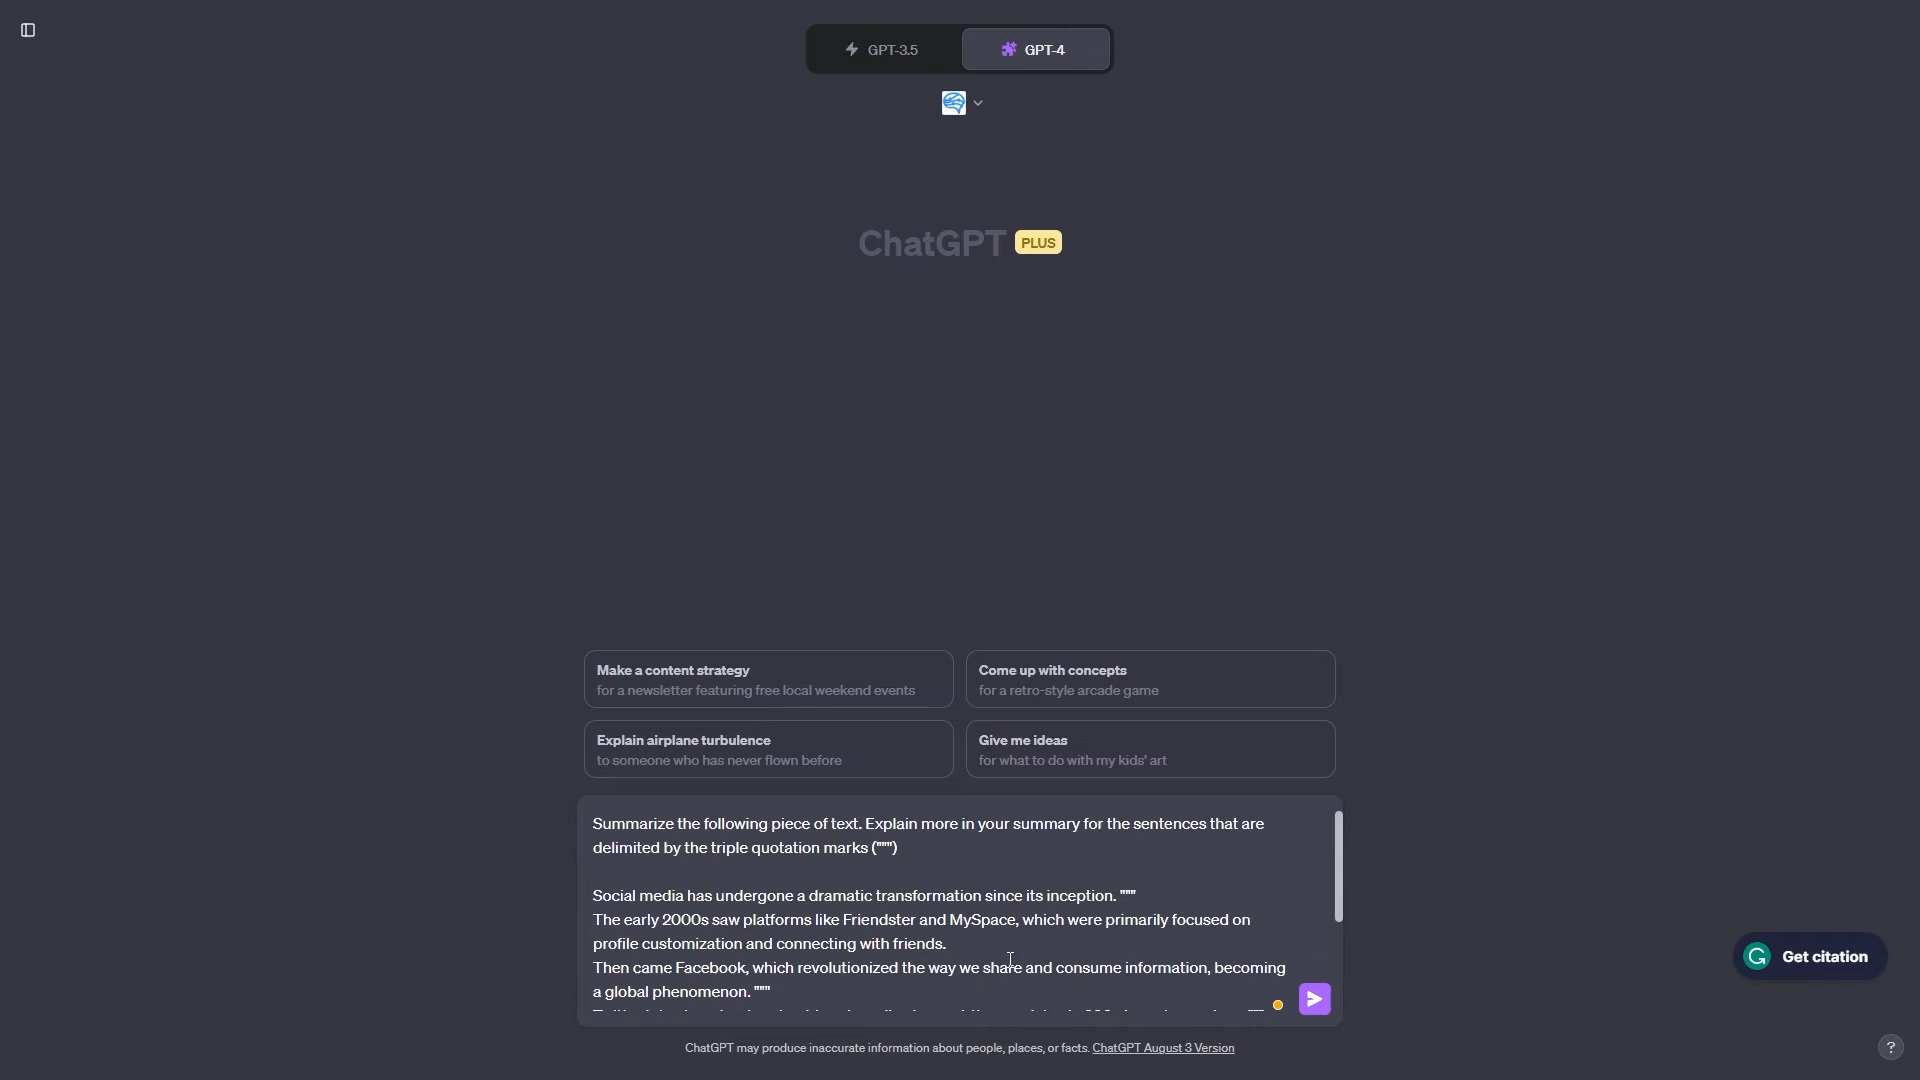 GPT-3.5
GPT-4
ChatGPT PLUS
Make a content strategy
for a newsletter featuring free local weekend events
Come up with concepts
for a retro-style arcade game
Explain airplane turbulence
to someone who has never flown before
Give me ideas
for what to do with my kids' art
Summarize the following piece of text. Explain more in your summary for the sentences that are
delimited by the triple quotation marks (""")
Social media has undergone a dramatic transformation since its inception. """
The early 2000s saw platforms like Friendster and MySpace, which were primarily focused on
profile customization and connecting with friends.
Then came Facebook, which revolutionized the way we share and consume information, becoming
a global phenomenon. """
Get citation
ChatGPT may produce inaccurate information about people, places, or facts. ChatGPT August 3 Version
?